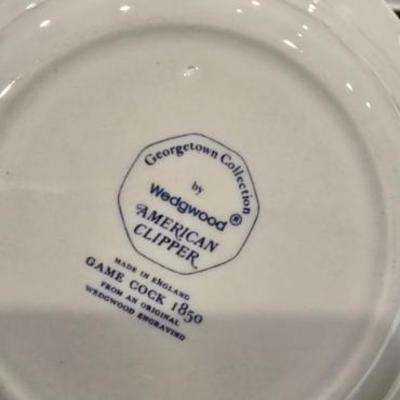 Georgetown Collection
by
Wedgwood®
AMERICAN
CLIPPER
MADE IN ENGLAND
GAME COCK 1850
FROM AN ORIGINAL
WEDGWOOD ENGRAVING